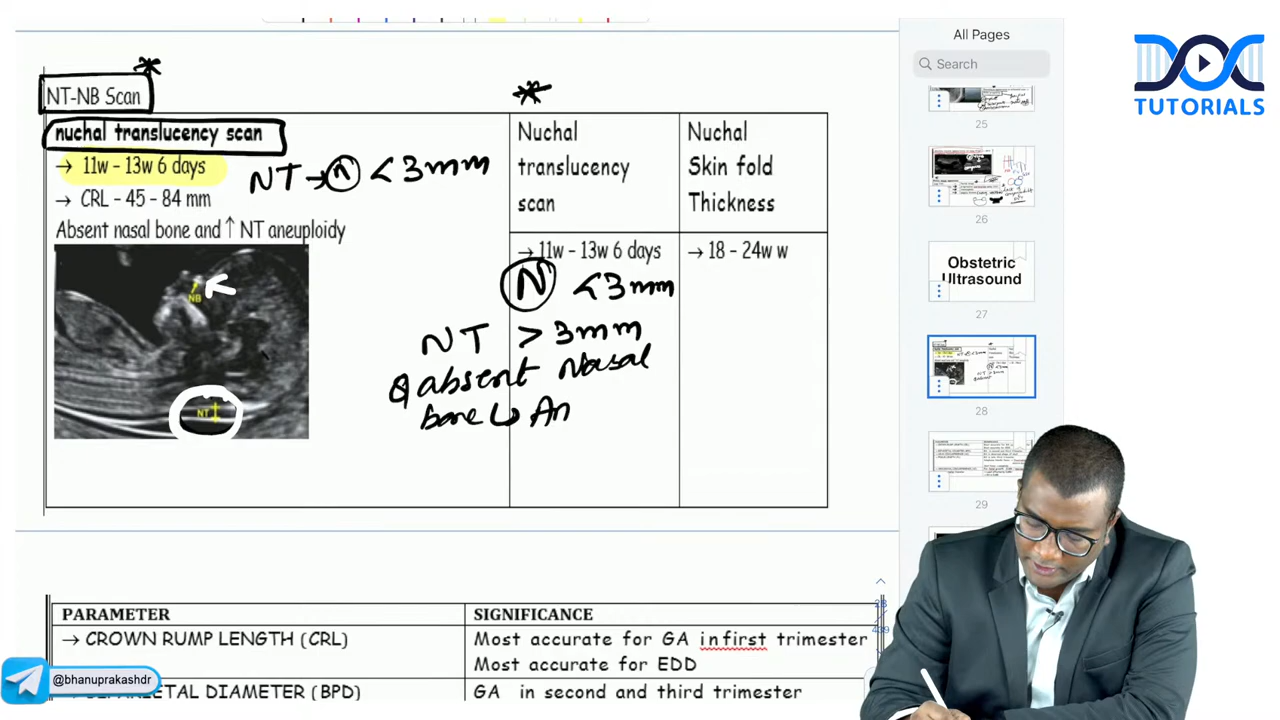 NT-NB Scan
nuchal translucency scan
→ 11w – 13w 6 days
→ CRL – 45 – 84 mm
Absent nasal bone and ↑ NT aneuploidy
NT → n < 3mm
NB
NT
Nuchal
translucency
scan
Nuchal
Skin fold
Thickness
→ 11w – 13w 6 days
→ 18 – 24w w
N < 3mm
NT > 3mm
absent Nasal
bone ↳ An
PARAMETER
SIGNIFICANCE
→ CROWN RUMP LENGTH (CRL)
Most accurate for GA in first trimester
Most accurate for EDD
DIAMETER (BPD)
GA in second and third trimester
@bhanuprakashdr
All Pages
Search
25
26
Obstetric
Ultrasound
27
28
29
28
/
439
DOC
TUTORIALS